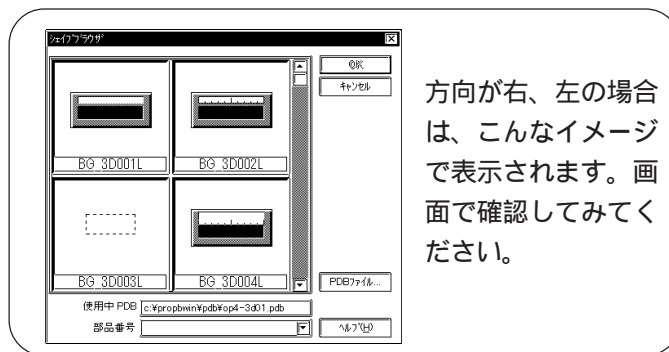 シェイプブラウザ
OK
キャンセル
BG_3D001L
BG_3D002L
BG_3D003L
BG_3D004L
PDBファイル...
使用中 PDB c:¥propbwin¥pdb¥op4-3d01.pdb
部品番号
ヘルプ(H)
方向が右、左の場合
は、こんなイメージ
で表示されます。画
面で確認してみてく
ださい。